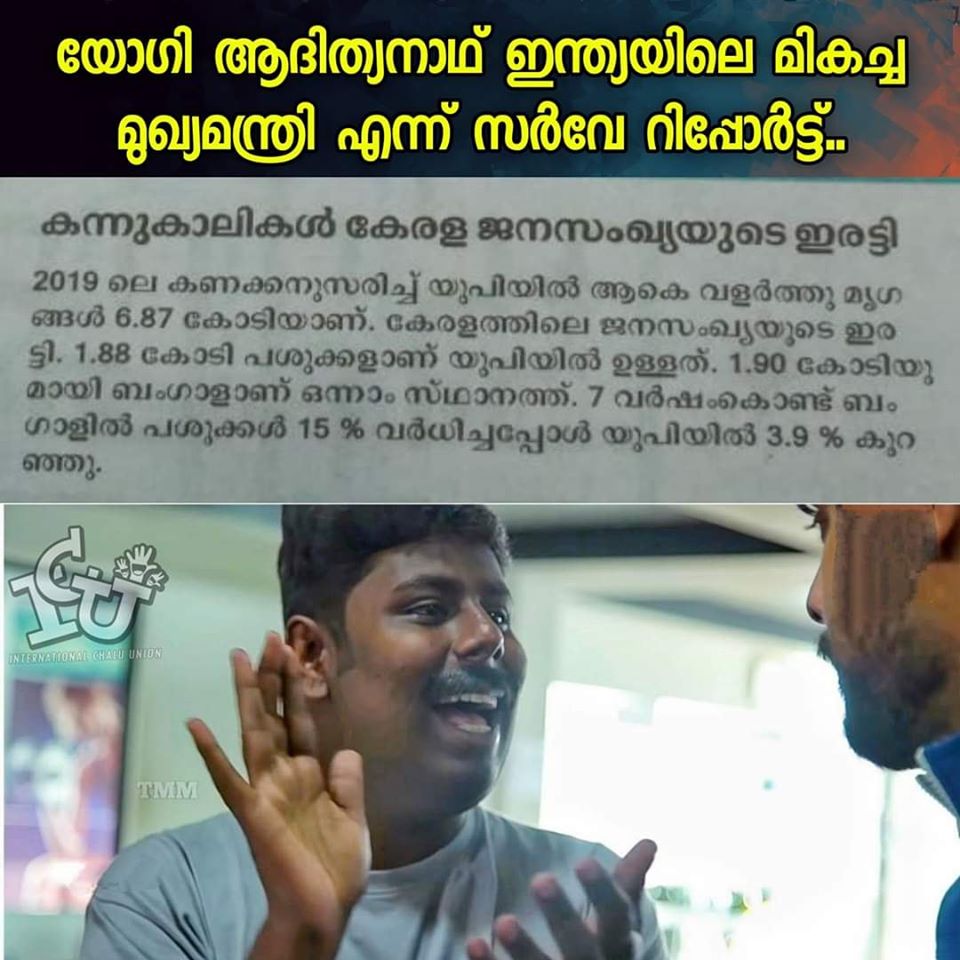 യോഗി ആദിത്യനാഥ് ഇന്ത്യയിലെ മികച്ച
മുഖ്യമന്ത്രി എന്ന് സർവേ റിപ്പോർട്ട്..
കന്നുകാലികൾ കേരള ജനസംഖ്യയുടെ ഇരട്ടി
2019 ലെ കണക്കനുസരിച്ച് യുപിയിൽ ആകെ വളർത്തു മൃഗ
ങ്ങൾ 6.87 കോടിയാണ്. കേരളത്തിലെ ജനസംഖ്യയുടെ ഇര
ട്ടി. 1.88 കോടി പശുക്കളാണ് യുപിയിൽ ഉള്ളത്. 1.90 കോടിയു
മായി ബംഗാളാണ് ഒന്നാം സ്ഥാനത്ത്. 7 വർഷംകൊണ്ട് ബം
ഗാളിൽ പശുക്കൾ 15 % വർധിച്ചപ്പോൾ യുപിയിൽ 3.9 % കുറ
ഞ്ഞു.
ICU
INTERNATIONAL CHALU UNION
TMM